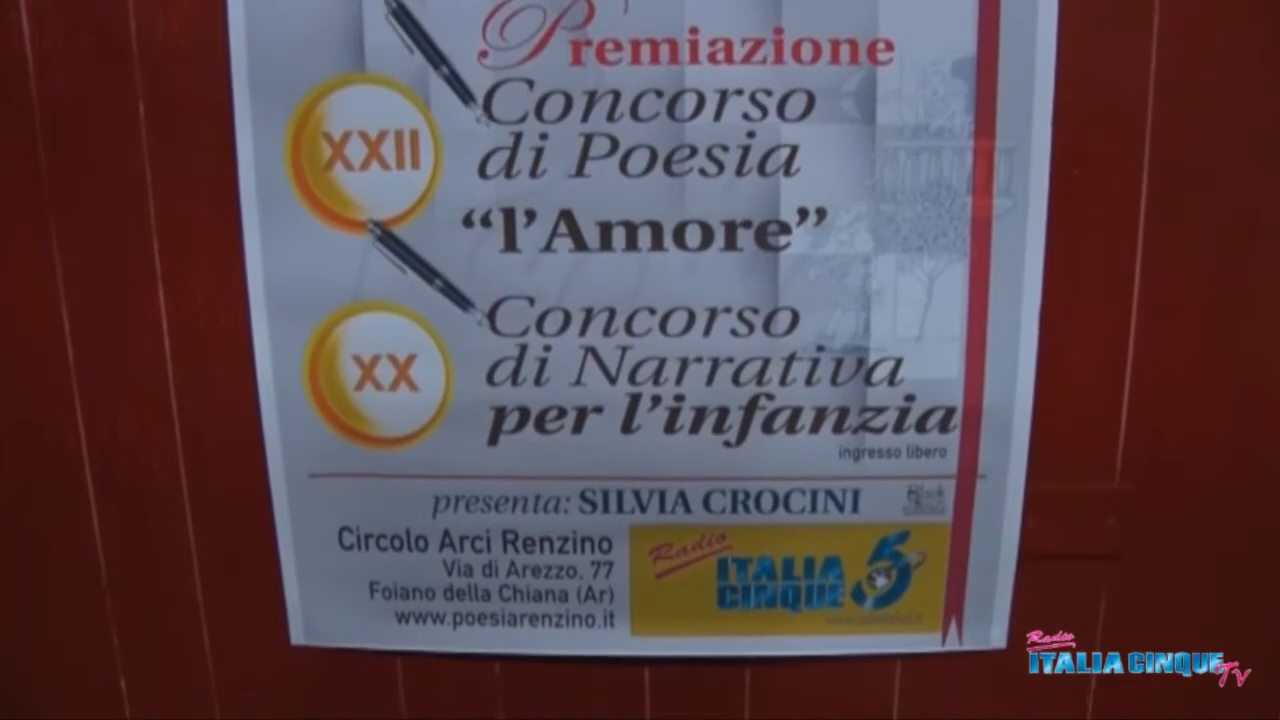 Premiazione
XXII
Concorso
di Poesia
“l’Amore”
XX
Concorso
di Narrativa
per l’infanzia
ingresso libero
presenta: SILVIA CROCINI
Circolo Arci Renzino
Via di Arezzo, 77
Foiano della Chiana (Ar)
www.poesiarenzino.it
Radio
ITALIA
CINQUE 5
Radio
ITALIA CINQUE TV